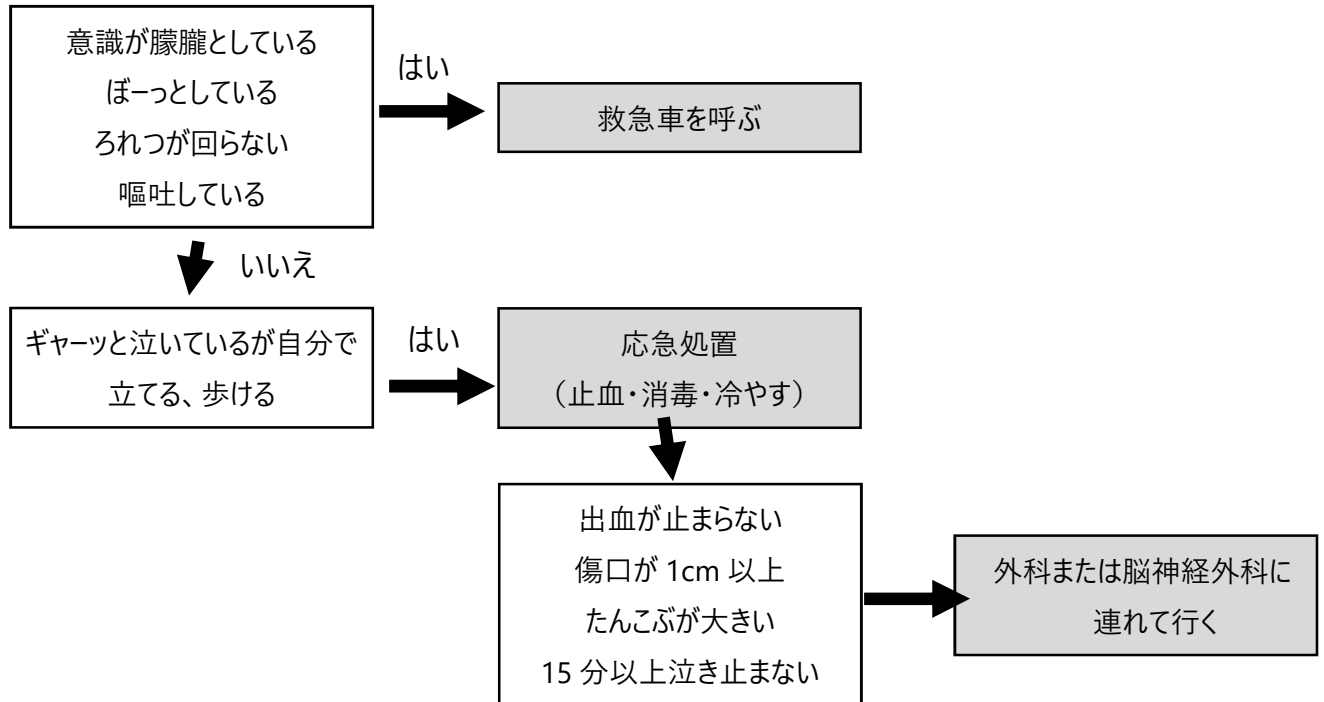 意識が朦朧としている
ぼーっとしている
ろれつが回らない
嘔吐している
はい
救急車を呼ぶ
いいえ
ギャーッと泣いているが自分で
立てる、歩ける
はい
応急処置
（止血・消毒・冷やす）
出血が止まらない
傷口が 1cm 以上
たんこぶが大きい
15 分以上泣き止まない
外科または脳神経外科に
連れて行く